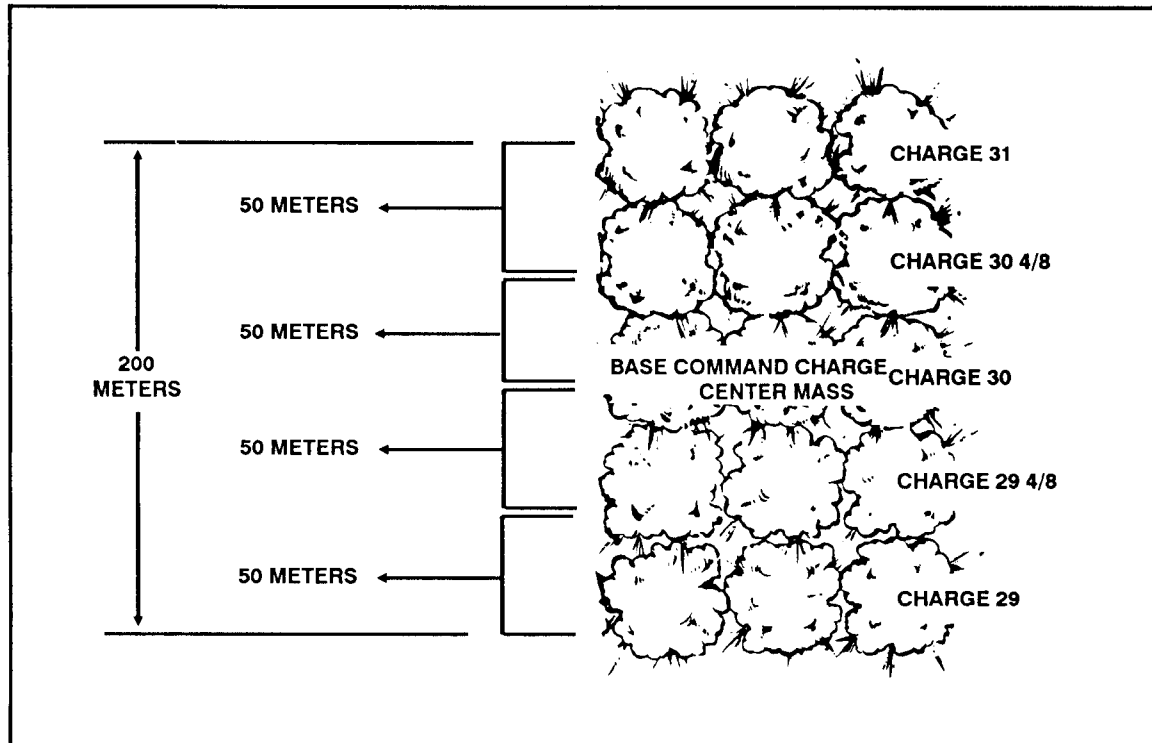 CHARGE 31
50 METERS
CHARGE 30 4/8
50 METERS
200
METERS
BASE COMMAND CHARGE
CENTER MASS
CHARGE 30
50 METERS
CHARGE 29 4/8
50 METERS
CHARGE 29